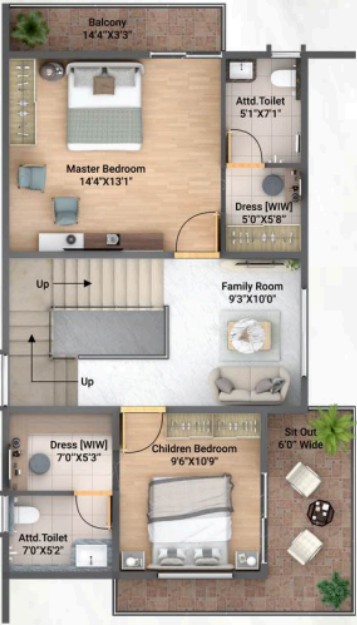 Balcony
14'4"X3'3"
Attd.Toilet
5'1"X7'1"
Master Bedroom
14'4"X13'1"
Dress [WIW]
5'0"X5'8"
Up
Family Room
9'3"X10'0"
Up
Dress [WIW]
7'0"X5'3"
Children Bedroom
9'6"X10'9"
Sit Out
6'0" Wide
Attd.Toilet
7'0"X5'2"